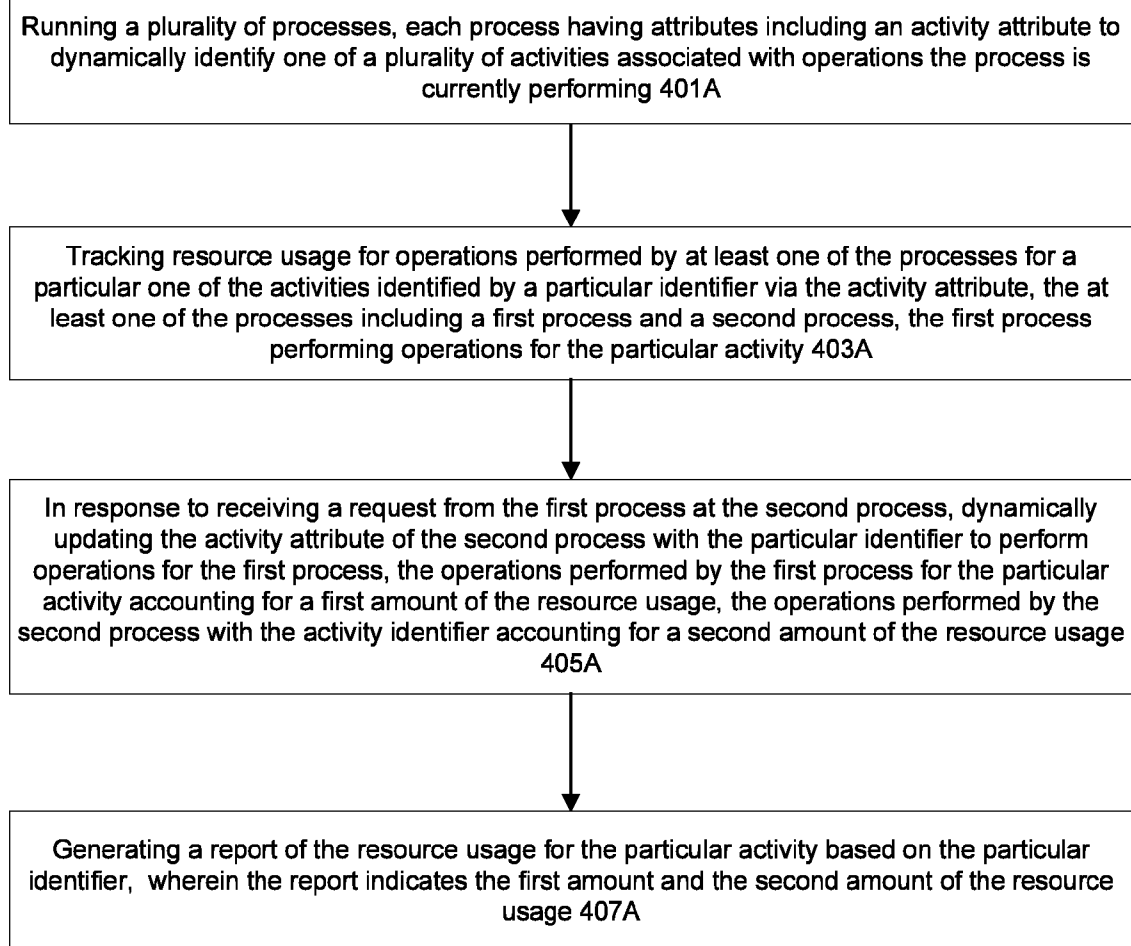 Running a plurality of processes, each process having attributes including an activity attribute to
dynamically identify one of a plurality of activities associated with operations the process is
currently performing 401A
Tracking resource usage for operations performed by at least one of the processes for a
particular one of the activities identified by a particular identifier via the activity attribute, the at
least one of the processes including a first process and a second process, the first process
performing operations for the particular activity 403A
In response to receiving a request from the first process at the second process, dynamically
updating the activity attribute of the second process with the particular identifier to perform
operations for the first process, the operations performed by the first process for the particular
activity accounting for a first amount of the resource usage, the operations performed by the
second process with the activity identifier accounting for a second amount of the resource usage
405A
Generating a report of the resource usage for the particular activity based on the particular
identifier, wherein the report indicates the first amount and the second amount of the resource
usage 407A